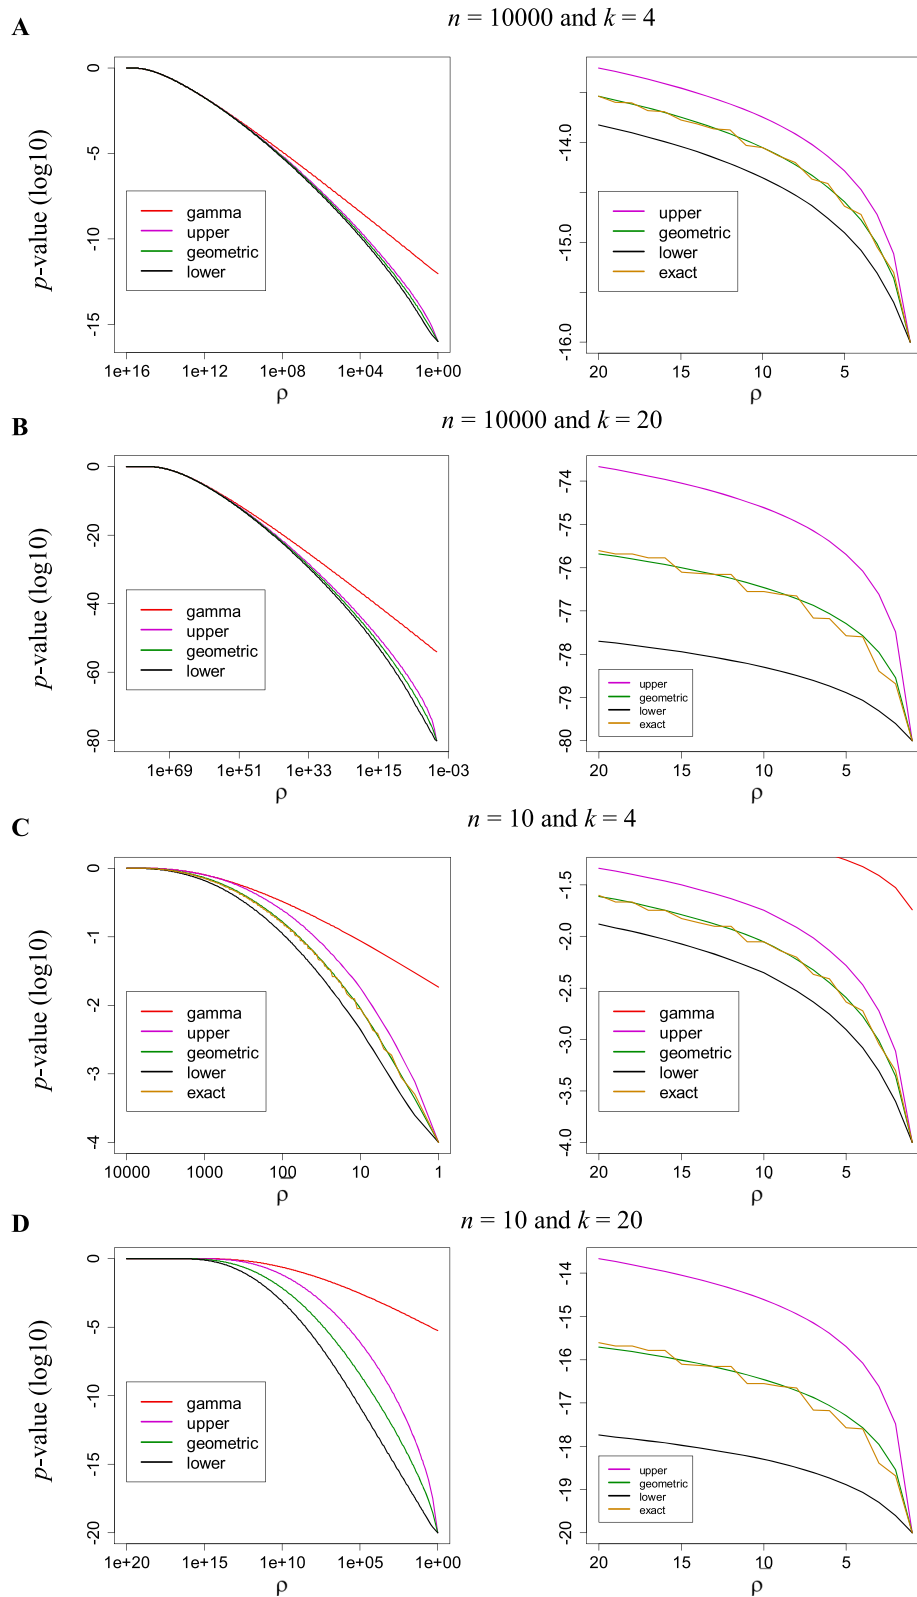 A
n = 10000 and k = 4
p-value (log10)
0
-5
-10
-15
gamma
upper
geometric
lower
1e+16 1e+12 1e+08 1e+04 1e+00
ρ
-14.0
-15.0
-16.0
upper
geometric
lower
exact
20 15 10 5
ρ
B
n = 10000 and k = 20
p-value (log10)
0
-20
-40
-60
-80
gamma
upper
geometric
lower
1e+69 1e+51 1e+33 1e+15 1e-03
ρ
-74
-75
-76
-77
-78
-79
-80
upper
geometric
lower
exact
20 15 10 5
ρ
C
n = 10 and k = 4
p-value (log10)
0
-1
-2
-3
-4
gamma
upper
geometric
lower
exact
10000 1000 100 10 1
ρ
-1.5
-2.0
-2.5
-3.0
-3.5
-4.0
gamma
upper
geometric
lower
exact
20 15 10 5
ρ
D
n = 10 and k = 20
p-value (log10)
0
-5
-10
-15
-20
gamma
upper
geometric
lower
1e+20 1e+15 1e+10 1e+05 1e+00
ρ
-14
-15
-16
-17
-18
-19
-20
upper
geometric
lower
exact
20 15 10 5
ρ